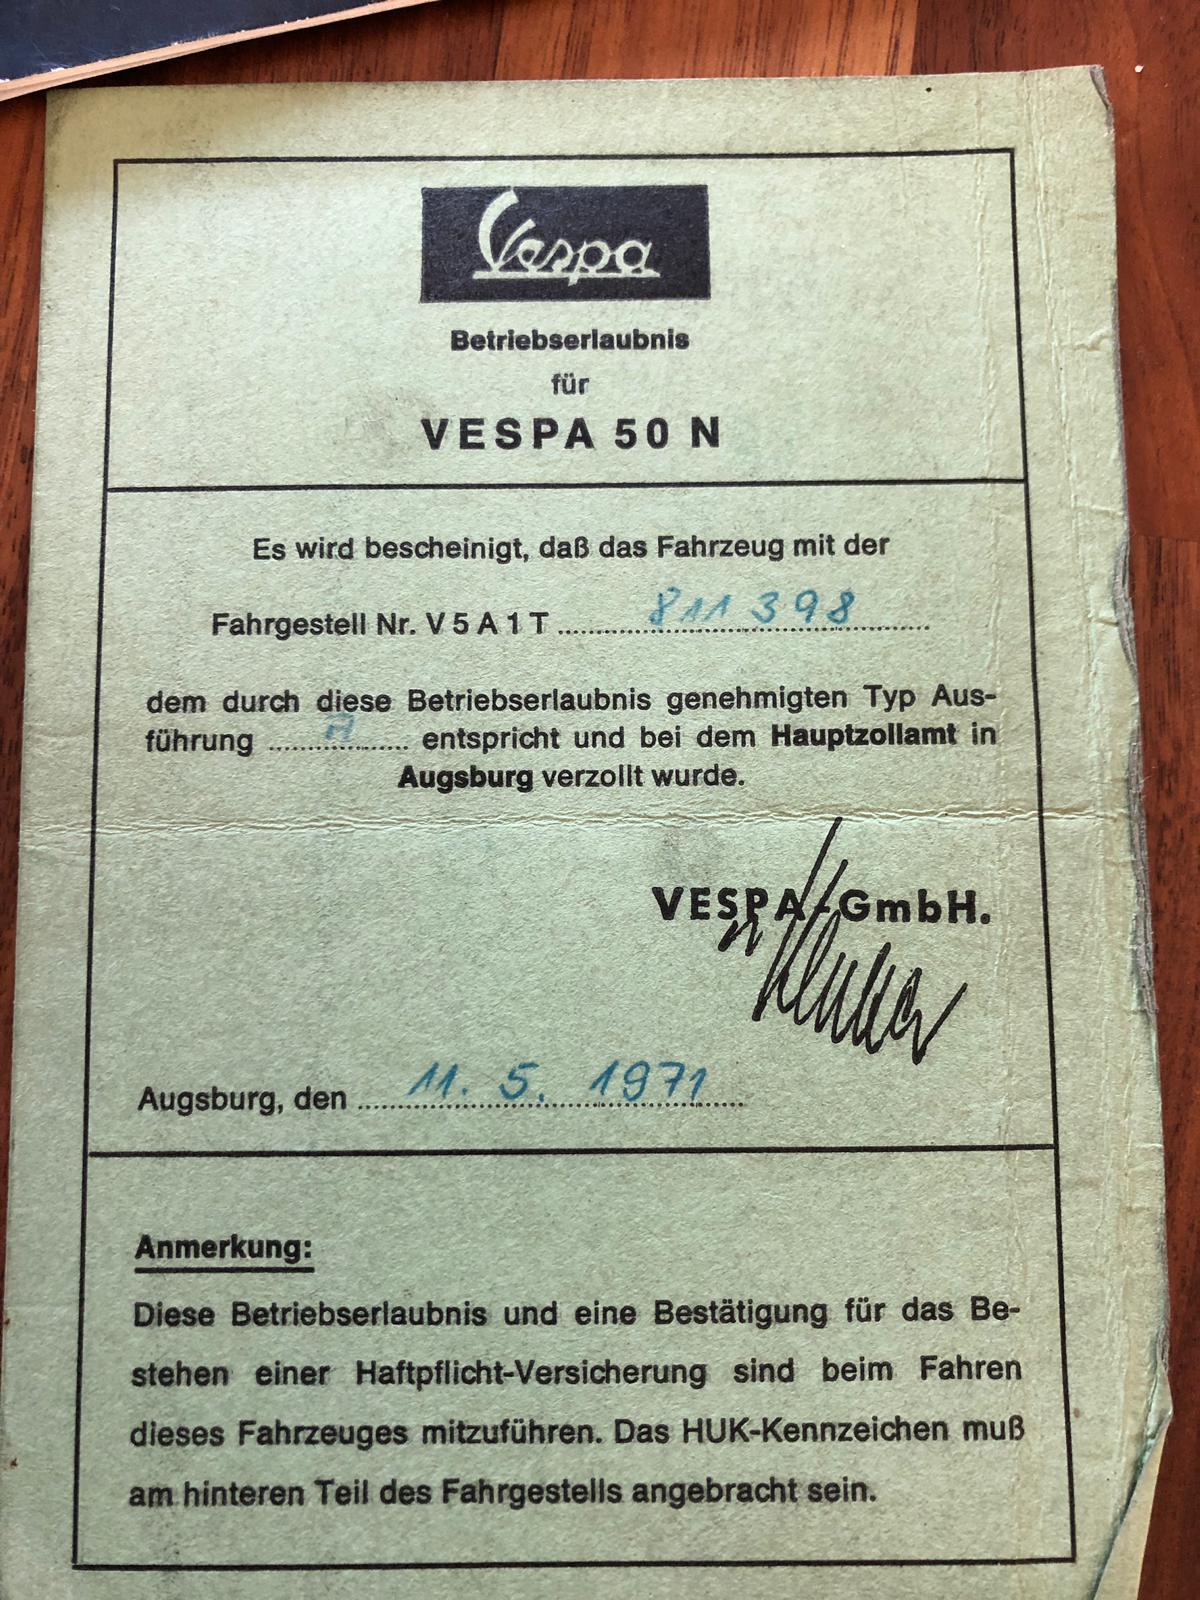 Vespa
Betriebserlaubnis
für
VESPA 50 N
Es wird bescheinigt, daß das Fahrzeug mit der
Fahrgestell Nr. V 5 A 1 T 811 398
dem durch diese Betriebserlaubnis genehmigten Typ Aus-
führung A entspricht und bei dem Hauptzollamt in
Augsburg verzollt wurde.
VESPA-GmbH.
Augsburg, den 11. 5. 1971
Anmerkung:
Diese Betriebserlaubnis und eine Bestätigung für das Be-
stehen einer Haftpflicht-Versicherung sind beim Fahren
dieses Fahrzeuges mitzuführen. Das HUK-Kennzeichen muß
am hinteren Teil des Fahrgestells angebracht sein.